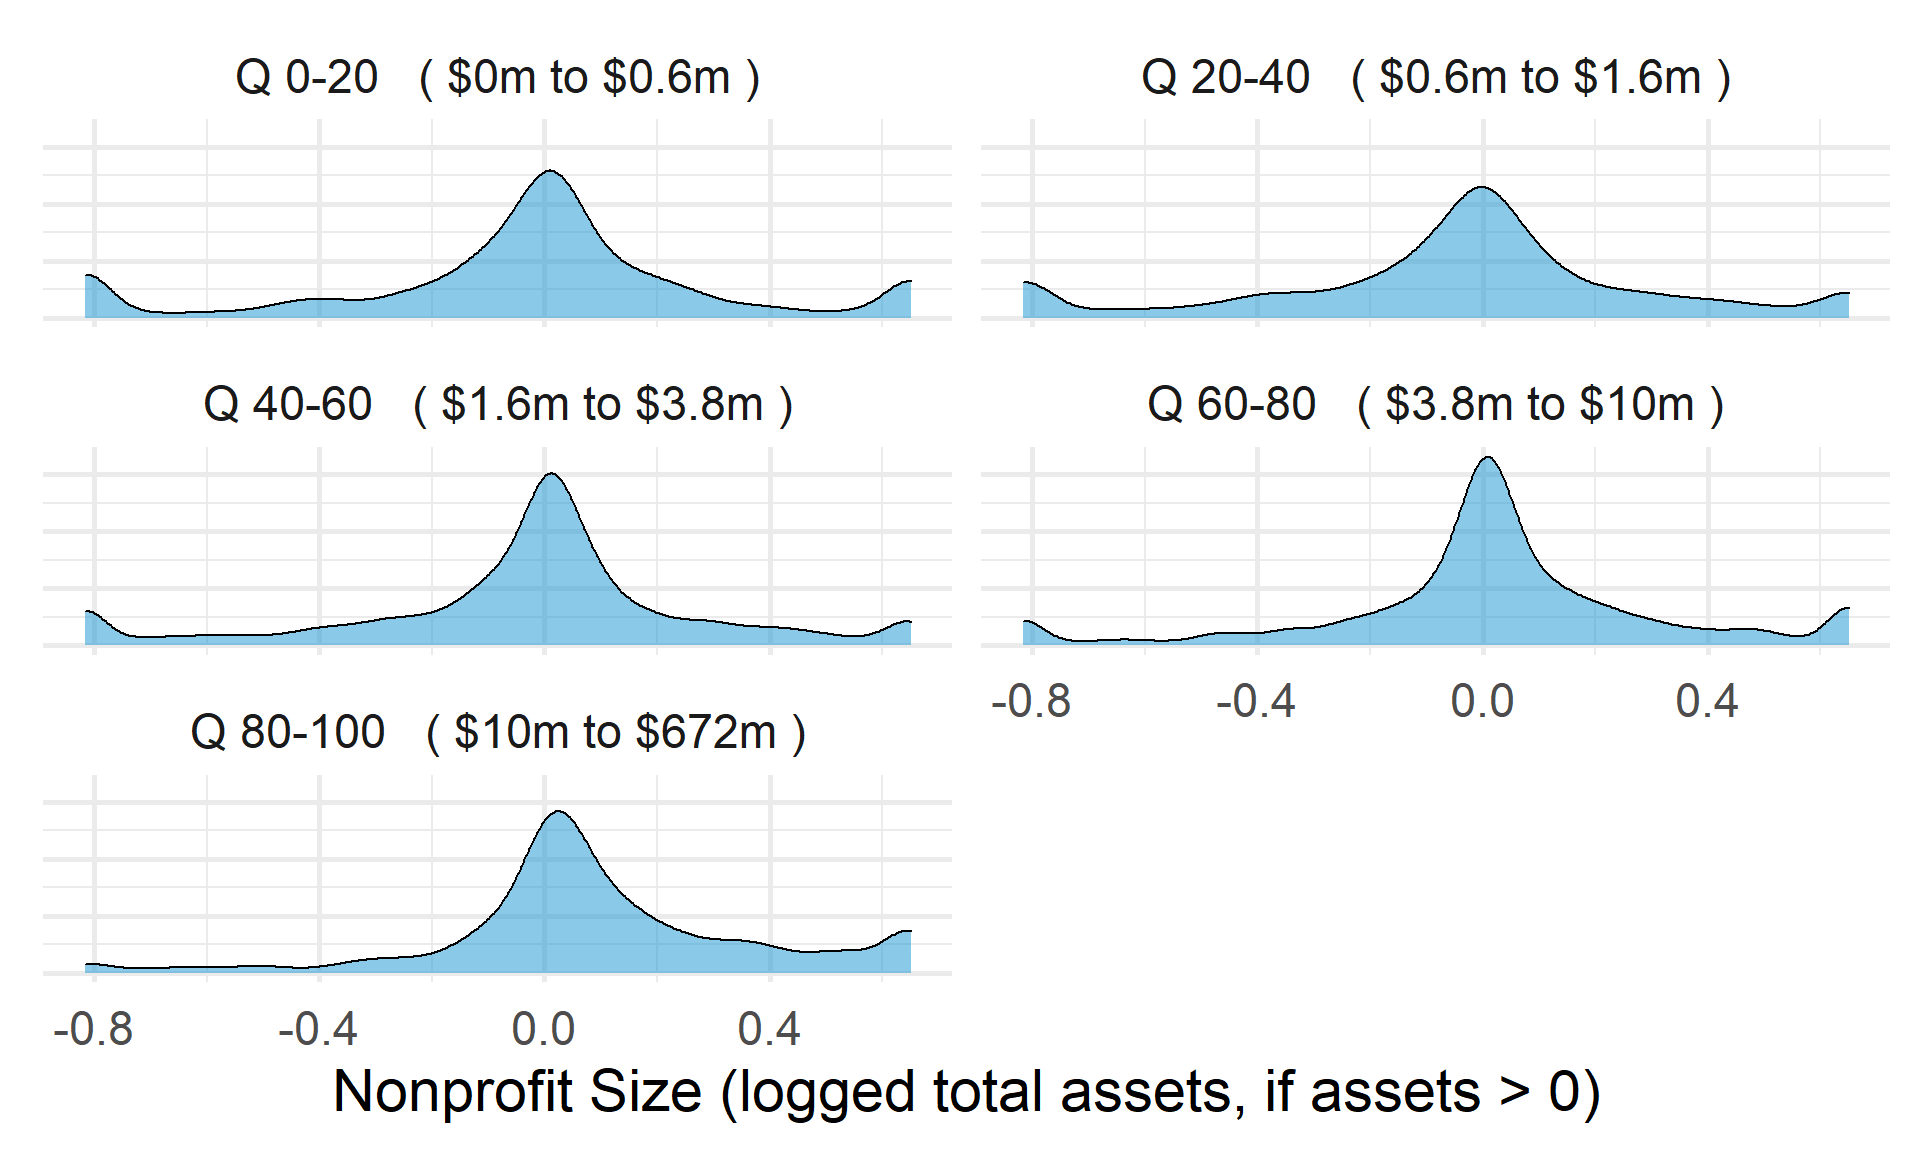 Q 0-20 ( $0m to $0.6m )
Q 20-40 ( $0.6m to $1.6m )
Q 40-60 ( $1.6m to $3.8m )
Q 60-80 ( $3.8m to $10m )
-0.8 -0.4 0.0 0.4
Q 80-100 ( $10m to $672m )
-0.8 -0.4 0.0 0.4
Nonprofit Size (logged total assets, if assets > 0)